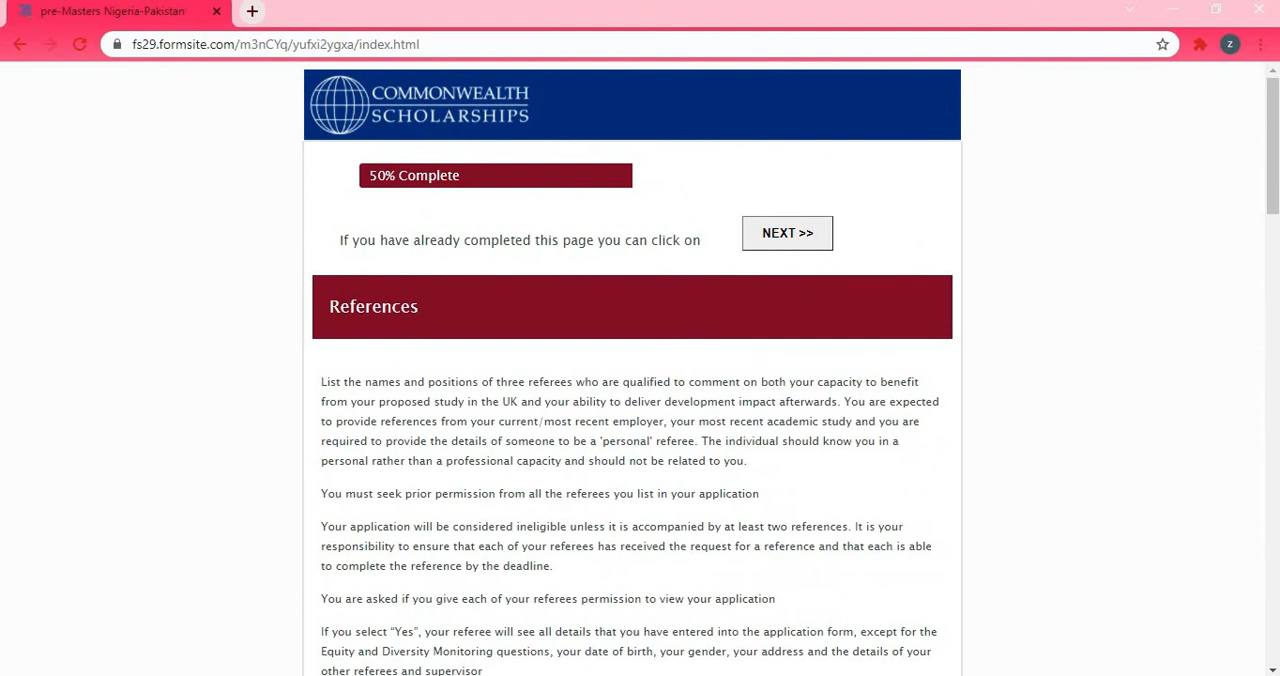 pre-Masters Nigeria-Pakistan
fs29.formsite.com/m3nCYq/yufxi2ygxa/index.html
z
COMMONWEALTH
SCHOLARSHIPS
50% Complete
If you have already completed this page you can click on
NEXT >>
References
List the names and positions of three referees who are qualified to comment on both your capacity to benefit
from your proposed study in the UK and your ability to deliver development impact afterwards. You are expected
to provide references from your current/most recent employer, your most recent academic study and you are
required to provide the details of someone to be a 'personal' referee. The individual should know you in a
personal rather than a professional capacity and should not be related to you.
You must seek prior permission from all the referees you list in your application
Your application will be considered ineligible unless it is accompanied by at least two references. It is your
responsibility to ensure that each of your referees has received the request for a reference and that each is able
to complete the reference by the deadline.
You are asked if you give each of your referees permission to view your application
If you select “Yes”, your referee will see all details that you have entered into the application form, except for the
Equity and Diversity Monitoring questions, your date of birth, your gender, your address and the details of your
other referees and supervisor